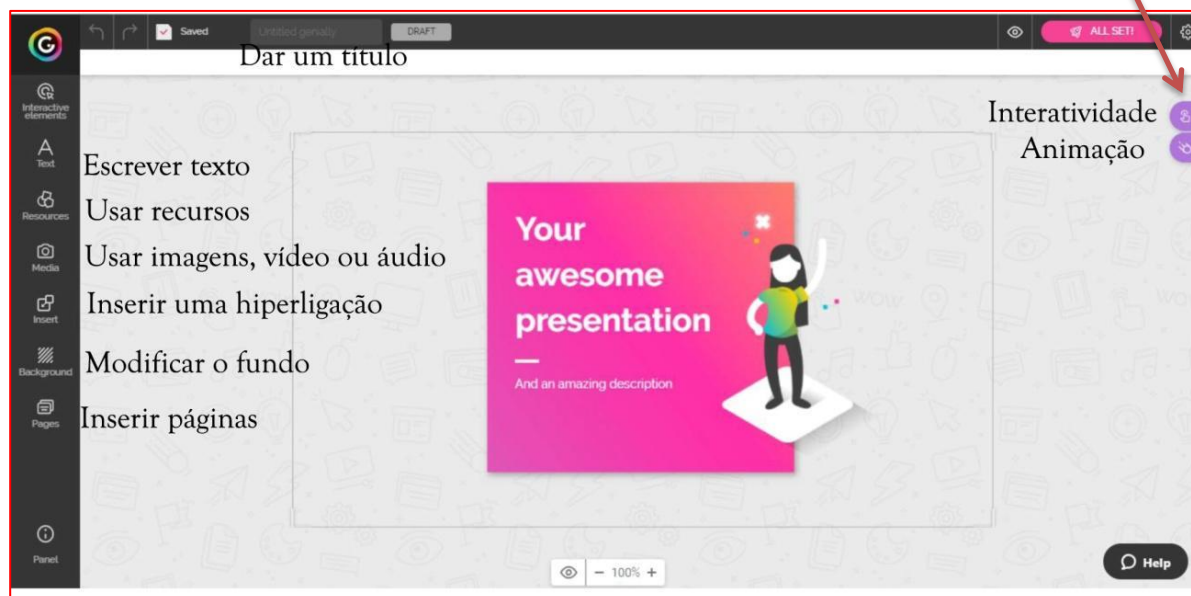 Saved
Untitled genially
DRAFT
ALL SET!
Dar um título
Interactive
elements
Interatividade
Animação
Text
Escrever texto
Resources
Usar recursos
Media
Usar imagens, vídeo ou áudio
Insert
Inserir uma hiperligação
Background
Modificar o fundo
Pages
Inserir páginas
Your
awesome
presentation
And an amazing description
WOW
WOW
Panel
100%
Help